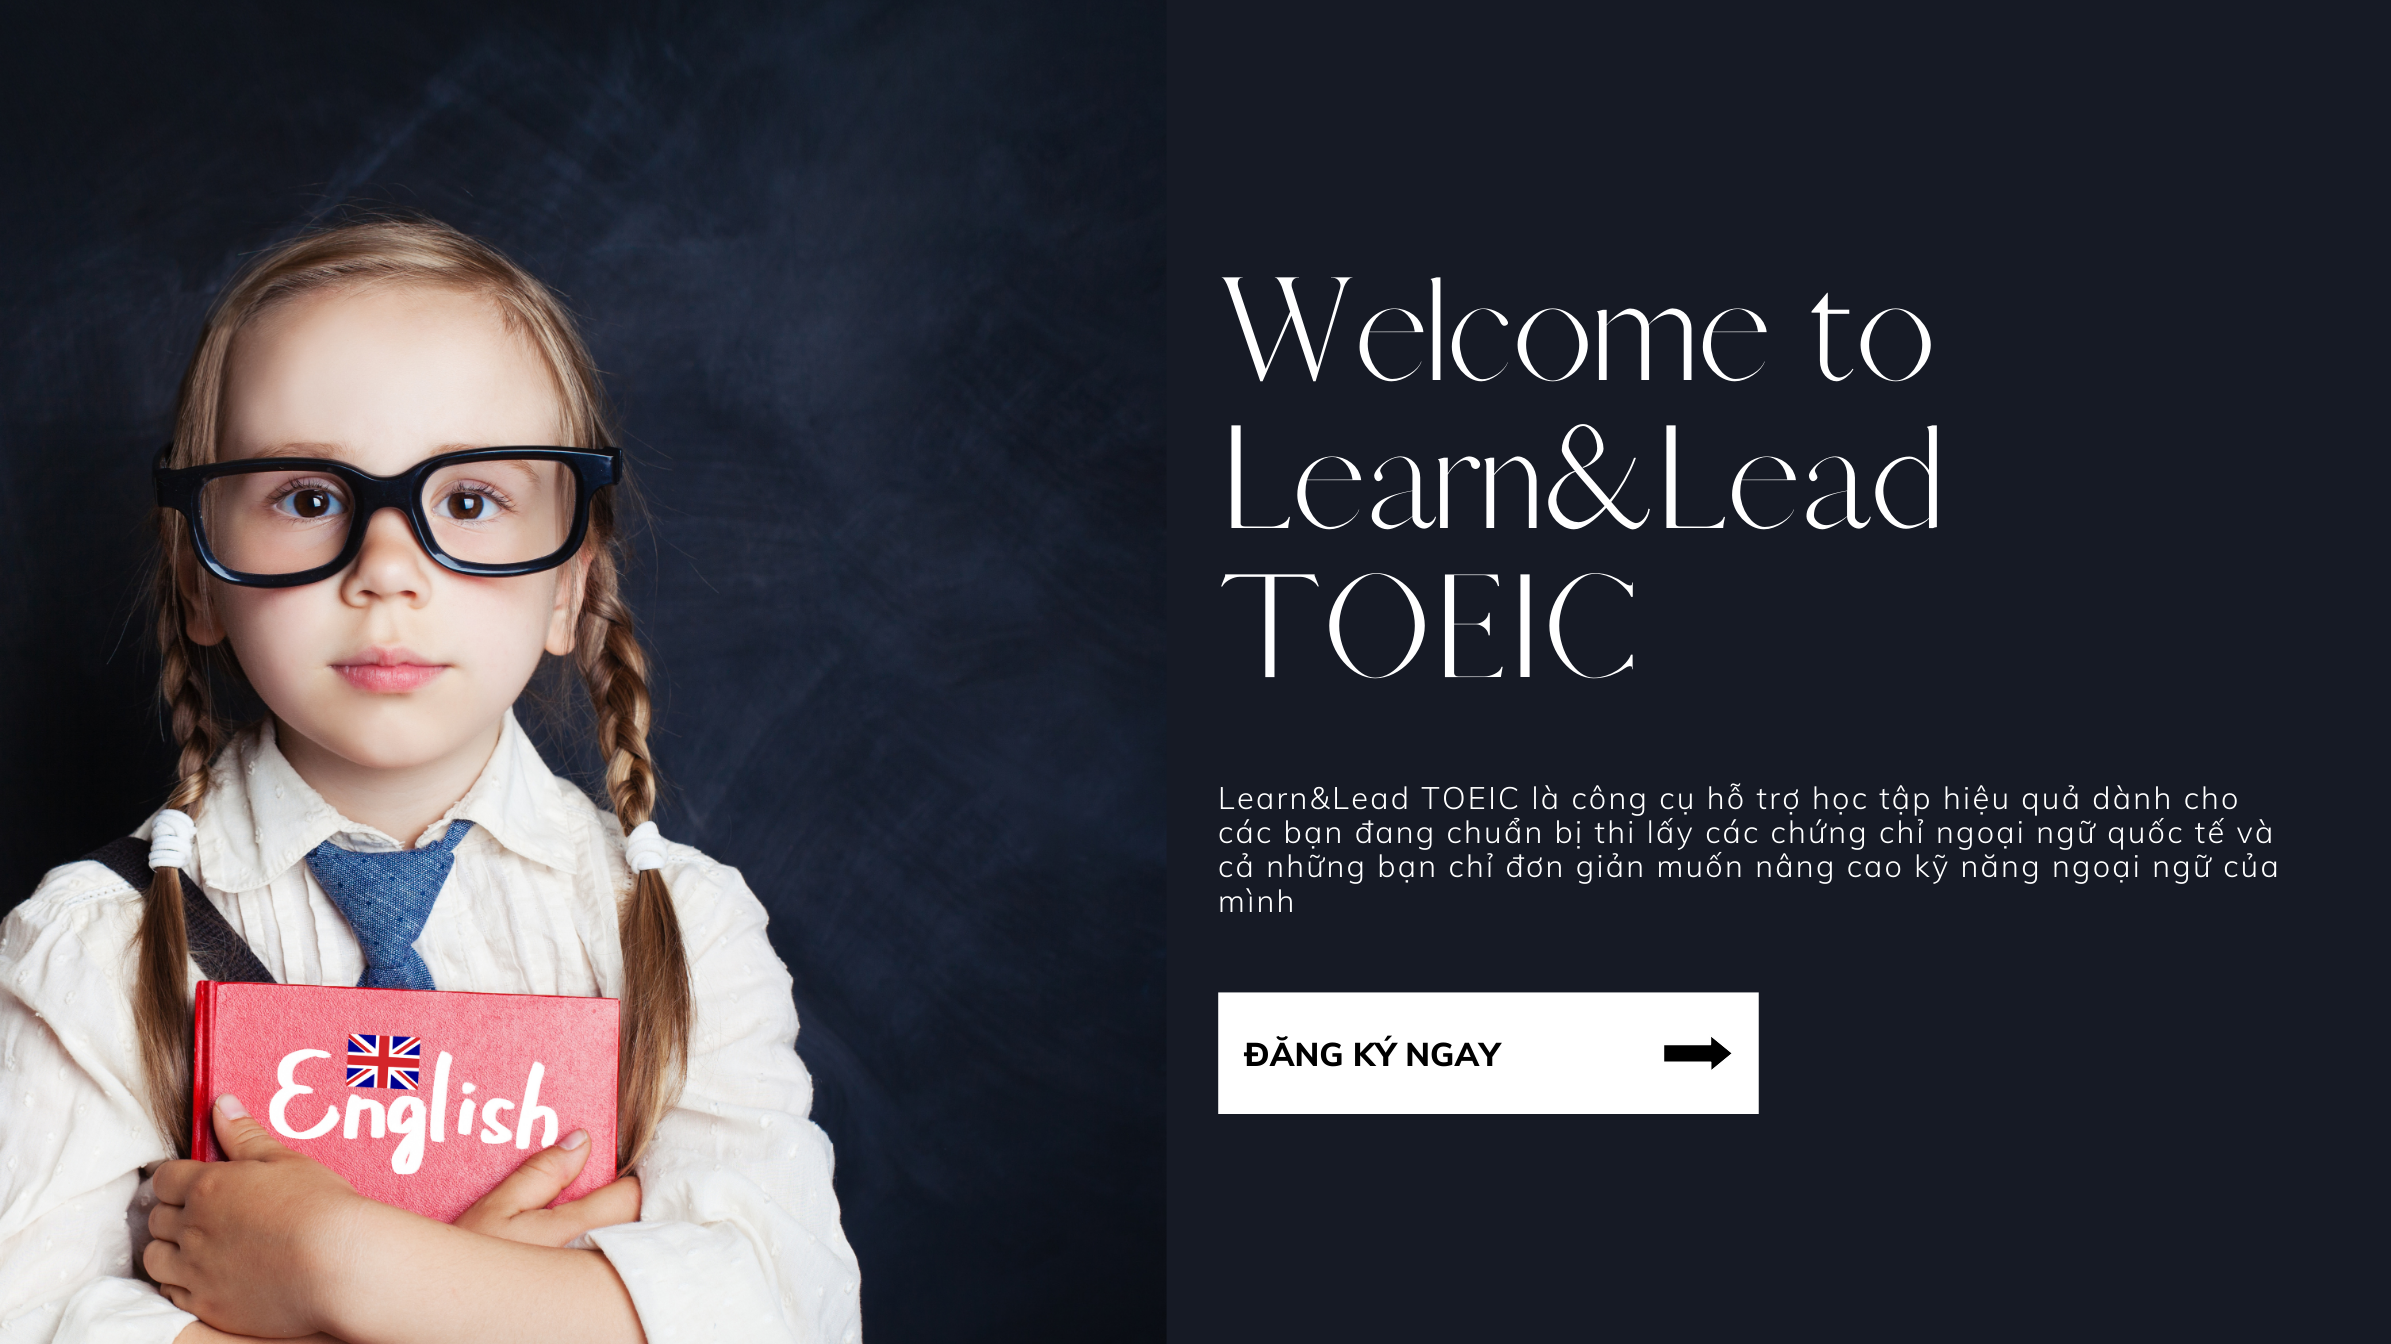 Welcome to
Learn&Lead
TOEIC
Learn&Lead TOEIC là công cụ hỗ trợ học tập hiệu quả dành cho
các bạn đang chuẩn bị thi lấy các chứng chỉ ngoại ngữ quốc tế và
cả những bạn chỉ đơn giản muốn nâng cao kỹ năng ngoại ngữ của
mình
ĐĂNG KÝ NGAY
English